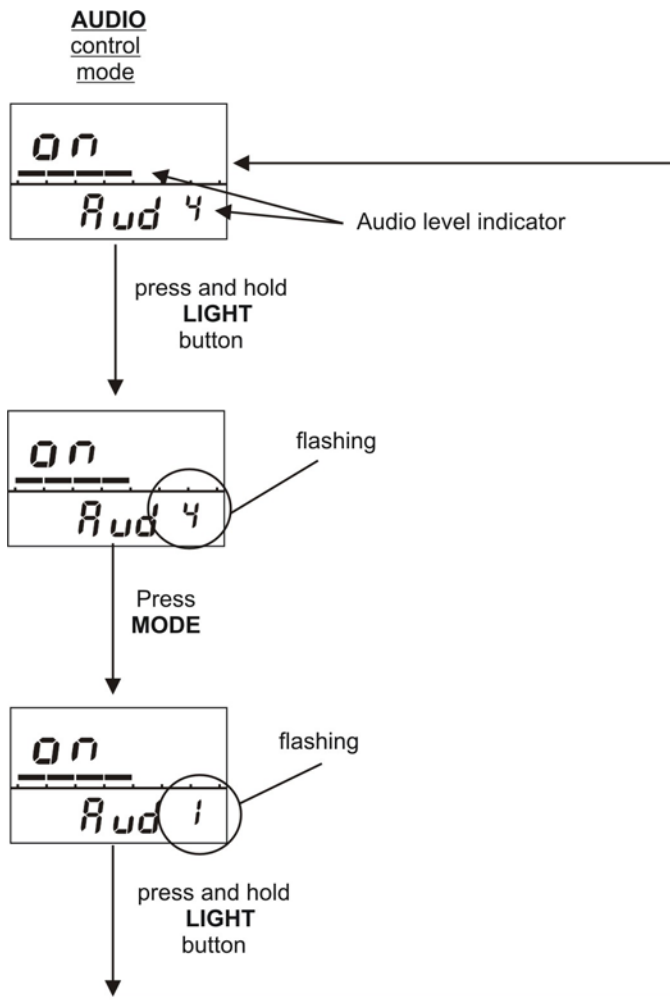 AUDIO
control
mode
on
Aud 4
Audio level indicator
press and hold
LIGHT
button
on
Aud 4
flashing
Press
MODE
on
Aud 1
flashing
press and hold
LIGHT
button